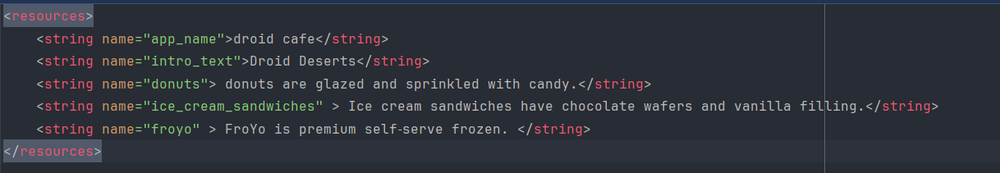 <resources>
    <string name="app_name">droid cafe</string>
    <string name="intro_text">Droid Deserts</string>
    <string name="donuts"> donuts are glazed and sprinkled with candy.</string>
    <string name="ice_cream_sandwiches" > Ice cream sandwiches have chocolate wafers and vanilla filling.</string>
    <string name="froyo" > FroYo is premium self-serve frozen. </string>
</resources>